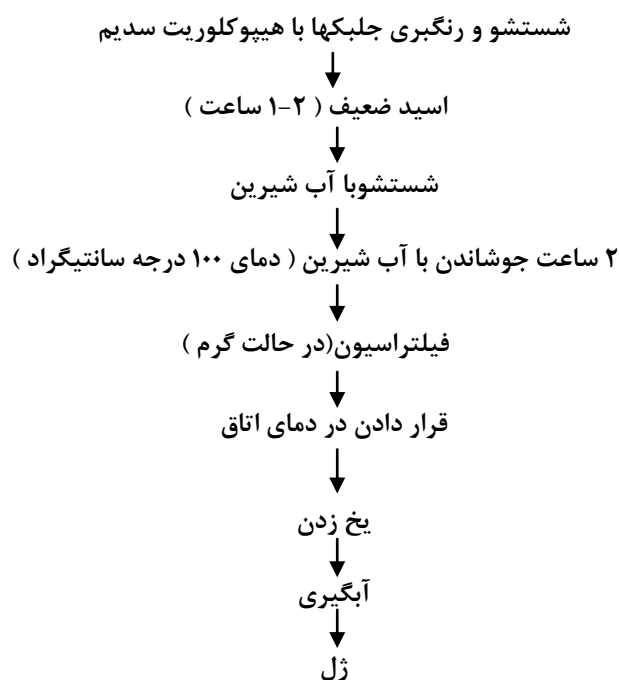 شستشو و رنگبری جلبکها با هیپوکلوریت سدیم
اسید ضعیف ( ۲-۱ ساعت )
شستشوبا آب شیرین
۲ ساعت جوشاندن با آب شیرین ( دمای ۱۰۰ درجه سانتیگراد )
فیلتراسیون(در حالت گرم )
قرار دادن در دمای اتاق
یخ زدن
آبگیری
ژل